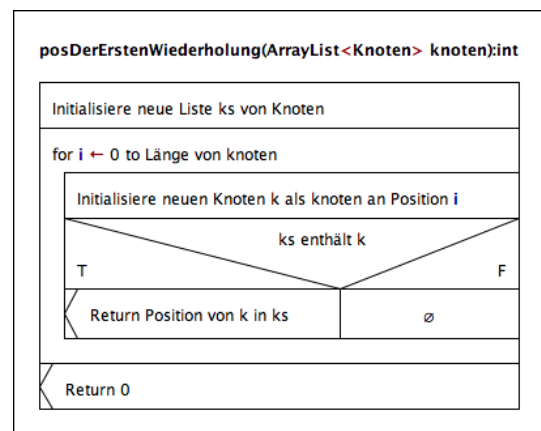 posDerErstenWiederholung(ArrayList<Knoten> knoten):int
Initialisiere neue Liste ks von Knoten
for i ← 0 to Länge von knoten
Initialisiere neuen Knoten k als knoten an Position i
ks enthält k
T F
Return Position von k in ks ∅
Return 0